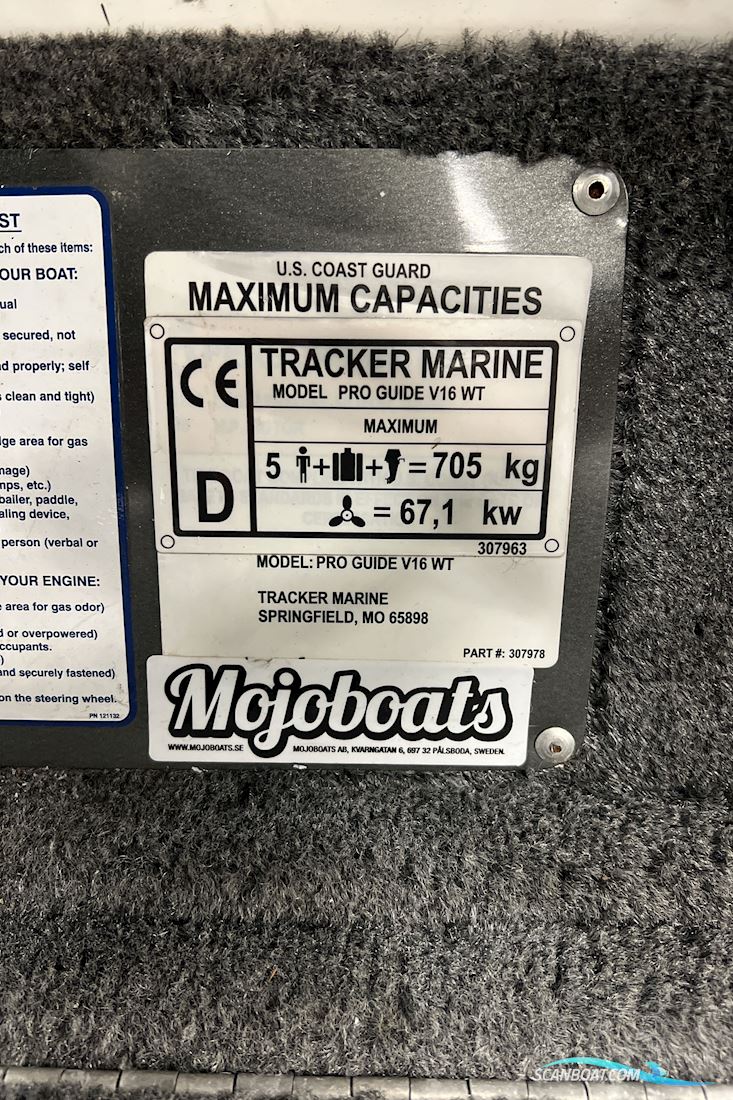 ST
ch of these items:
OUR BOAT:
ual
secured, not
d properly; self
clean and tight)
ge area for gas
mage)
mps, etc.)
bailer, paddle,
aling device,
person (verbal or
YOUR ENGINE:
e area for gas odor)
d or overpowered)
ccupants.
)
and securely fastened)
on the steering wheel.
PN 121132
U.S. COAST GUARD
MAXIMUM CAPACITIES
CE
D
TRACKER MARINE
MODEL PRO GUIDE V16 WT
MAXIMUM
5 + + = 705 kg
= 67,1 kw
307963
MODEL: PRO GUIDE V16 WT
TRACKER MARINE
SPRINGFIELD, MO 65898
PART #: 307978
Mojoboats
WWW.MOJOBOATS.SE MOJOBOATS AB, KVARNGATAN 6, 697 32 PÅLSBODA, SWEDEN.
SCANBOAT.COM